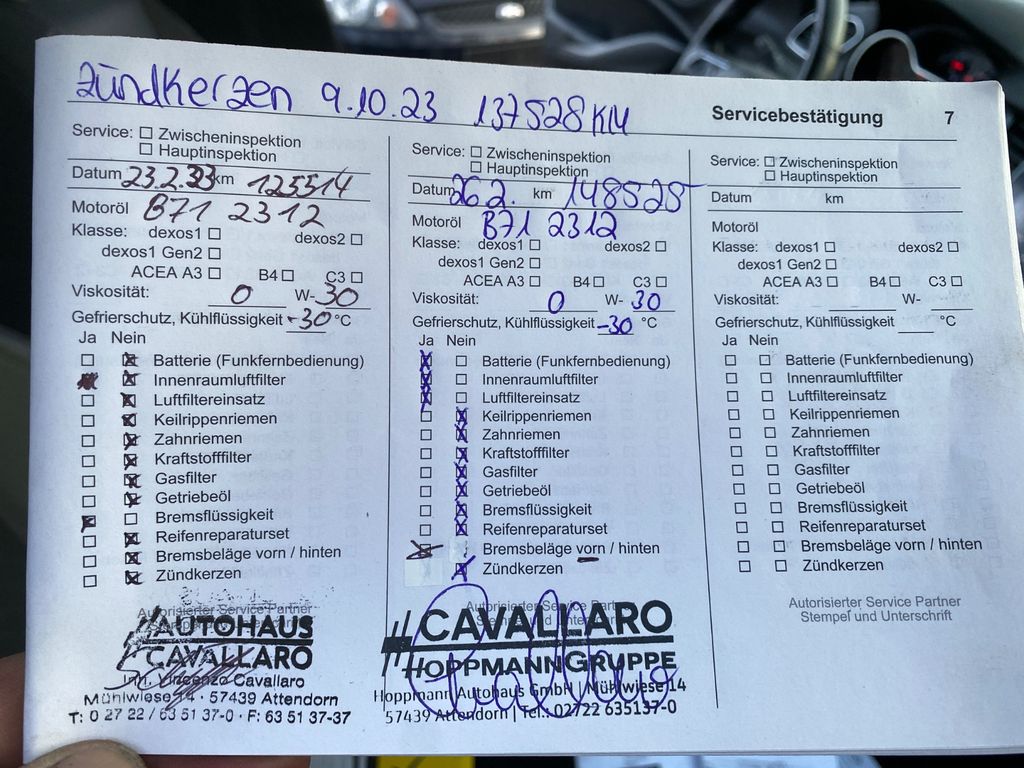 Zündkerzen 9.10.23 137528KM
Servicebestätigung 7
Service: Zwischeninspektion
Hauptinspektion
Datum 23.2.23 km 125514
Motoröl B71 2312
Klasse: dexos1 dexos2
dexos1 Gen2
ACEA A3 B4 C3
Viskosität: 0 W- 30
Gefrierschutz, Kühlflüssigkeit -30 °C
Ja Nein
Batterie (Funkfernbedienung)
Innenraumluftfilter
Luftfiltereinsatz
Keilrippenriemen
Zahnriemen
Kraftstofffilter
Gasfilter
Getriebeöl
Bremsflüssigkeit
Reifenreparaturset
Bremsbeläge vorn / hinten
Zündkerzen
Autorisierter Service Partner
AUTOHAUS
CAVALLARO
Inh. Vincenzo Cavallaro
Mühlwiese 14 · 57439 Attendorn
T: 0 27 22 / 63 51 37-0 · F: 63 51 37-37
Service: Zwischeninspektion
Hauptinspektion
Datum 26.2. km 148525
Motoröl B71 2312
Klasse: dexos1 dexos2
dexos1 Gen2
ACEA A3 B4 C3
Viskosität: 0 W- 30
Gefrierschutz, Kühlflüssigkeit -30 °C
Ja Nein
Batterie (Funkfernbedienung)
Innenraumluftfilter
Luftfiltereinsatz
Keilrippenriemen
Zahnriemen
Kraftstofffilter
Gasfilter
Getriebeöl
Bremsflüssigkeit
Reifenreparaturset
Bremsbeläge vorn / hinten
Zündkerzen
Autorisierter Service Partner
CAVALLARO
HOPPMANNGRUPPE
Hoppmann Autohaus GmbH | Mühlwiese 14
57439 Attendorn | Tel.: 02722 635137-0
Service: Zwischeninspektion
Hauptinspektion
Datum km
Motoröl
Klasse: dexos1 dexos2
dexos1 Gen2
ACEA A3 B4 C3
Viskosität: W-
Gefrierschutz, Kühlflüssigkeit °C
Ja Nein
Batterie (Funkfernbedienung)
Innenraumluftfilter
Luftfiltereinsatz
Keilrippenriemen
Zahnriemen
Kraftstofffilter
Gasfilter
Getriebeöl
Bremsflüssigkeit
Reifenreparaturset
Bremsbeläge vorn / hinten
Zündkerzen
Autorisierter Service Partner
Stempel und Unterschrift